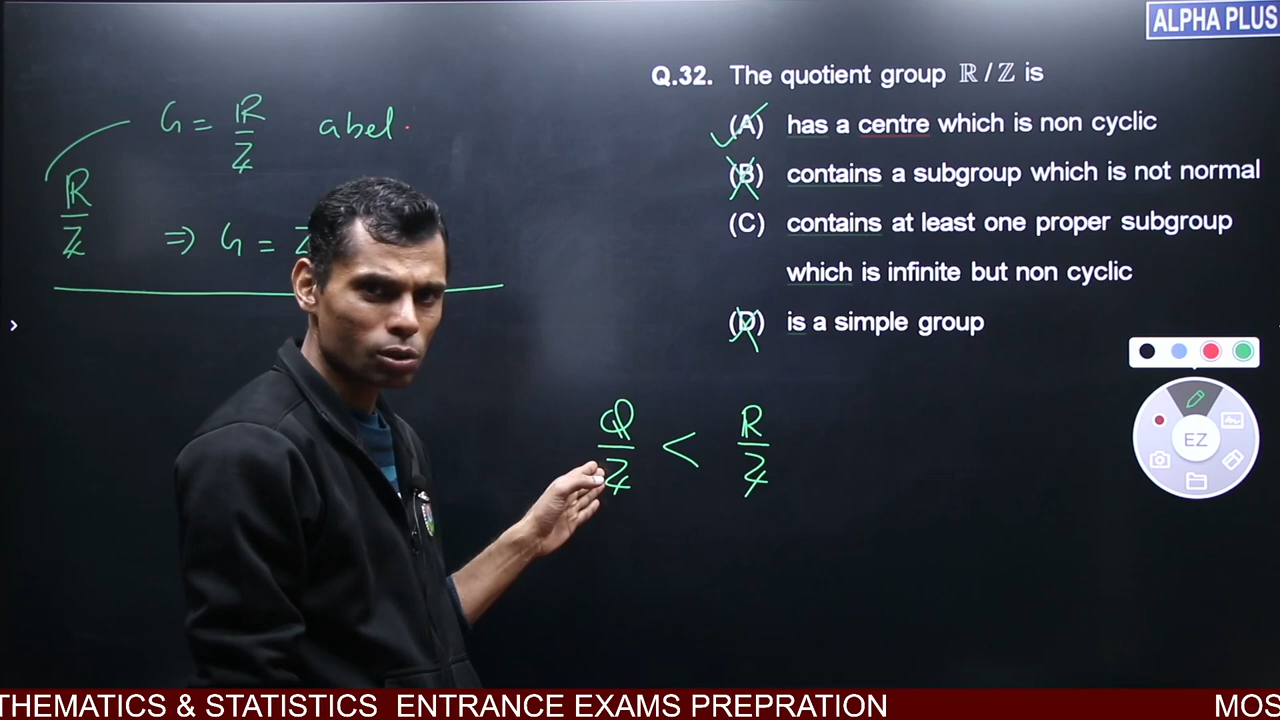 ALPHA PLUS
Q.32. The quotient group ℝ / ℤ is
(A) has a centre which is non cyclic
(B) contains a subgroup which is not normal
(C) contains at least one proper subgroup
which is infinite but non cyclic
(D) is a simple group
G = R/Z abel
R/Z ⇒ G = Z
Q/Z < R/Z
EZ
THEMATICS & STATISTICS ENTRANCE EXAMS PREPRATION MOS